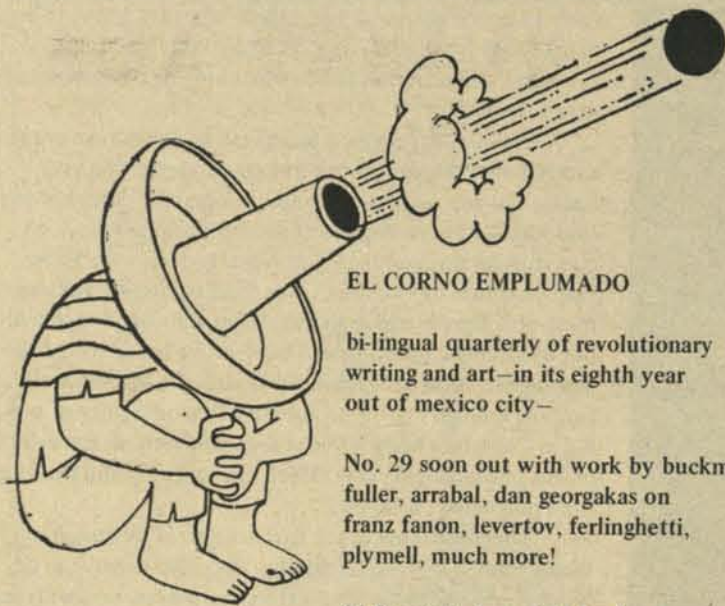 EL CORNO EMPLUMADO
bi-lingual quarterly of revolutionary
writing and art—in its eighth year
out of mexico city—
No. 29 soon out with work by buckm
fuller, arrabal, dan georgakas on
franz fanon, levertov, ferlinghetti,
plymell, much more!